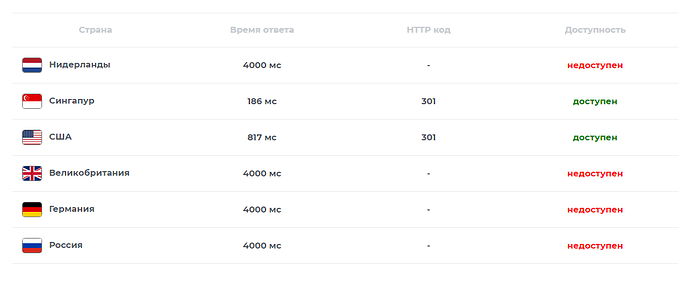 Страна Время ответа HTTP код Доступность
Нидерланды 4000 мс - недоступен
Сингапур 186 мс 301 доступен
США 817 мс 301 доступен
Великобритания 4000 мс - недоступен
Германия 4000 мс - недоступен
Россия 4000 мс - недоступен